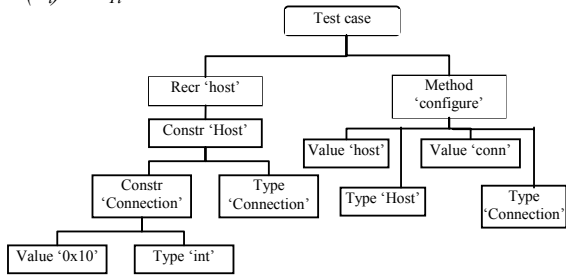 Test case
Recr ‘host’
Method
‘configure’
Constr ‘Host’
Value ‘host’
Value ‘conn’
Constr
‘Connection’
Type
‘Connection’
Type ‘Host’
Type
‘Connection’
Value ‘0x10’
Type ‘int’